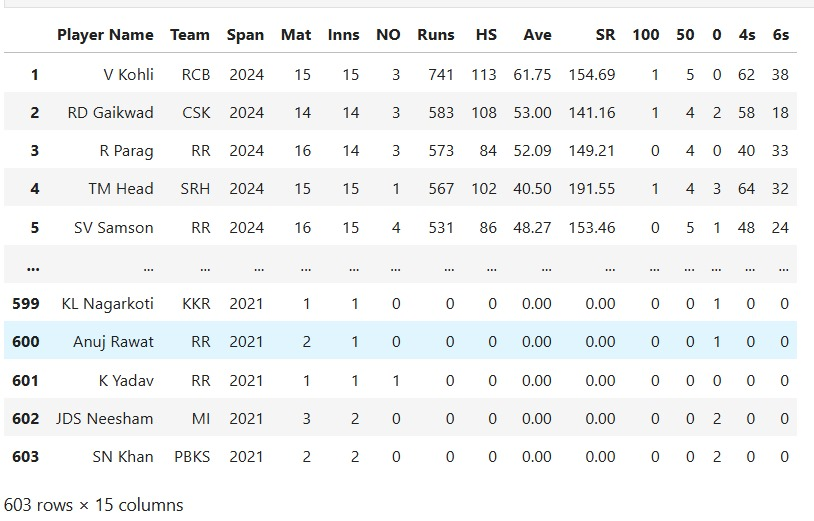 Player Name Team Span Mat Inns NO Runs HS Ave SR 100 50 0 4s 6s
1 V Kohli RCB 2024 15 15 3 741 113 61.75 154.69 1 5 0 62 38
2 RD Gaikwad CSK 2024 14 14 3 583 108 53.00 141.16 1 4 2 58 18
3 R Parag RR 2024 16 14 3 573 84 52.09 149.21 0 4 0 40 33
4 TM Head SRH 2024 15 15 1 567 102 40.50 191.55 1 4 3 64 32
5 SV Samson RR 2024 16 15 4 531 86 48.27 153.46 0 5 1 48 24
... ... ... ... ... ... ... ... ... ... ... ... ... ... ... ...
599 KL Nagarkoti KKR 2021 1 1 0 0 0 0.00 0.00 0 0 1 0 0
600 Anuj Rawat RR 2021 2 1 0 0 0 0.00 0.00 0 0 1 0 0
601 K Yadav RR 2021 1 1 1 0 0 0.00 0.00 0 0 0 0 0
602 JDS Neesham MI 2021 3 2 0 0 0 0.00 0.00 0 0 2 0 0
603 SN Khan PBKS 2021 2 2 0 0 0 0.00 0.00 0 0 2 0 0
603 rows × 15 columns